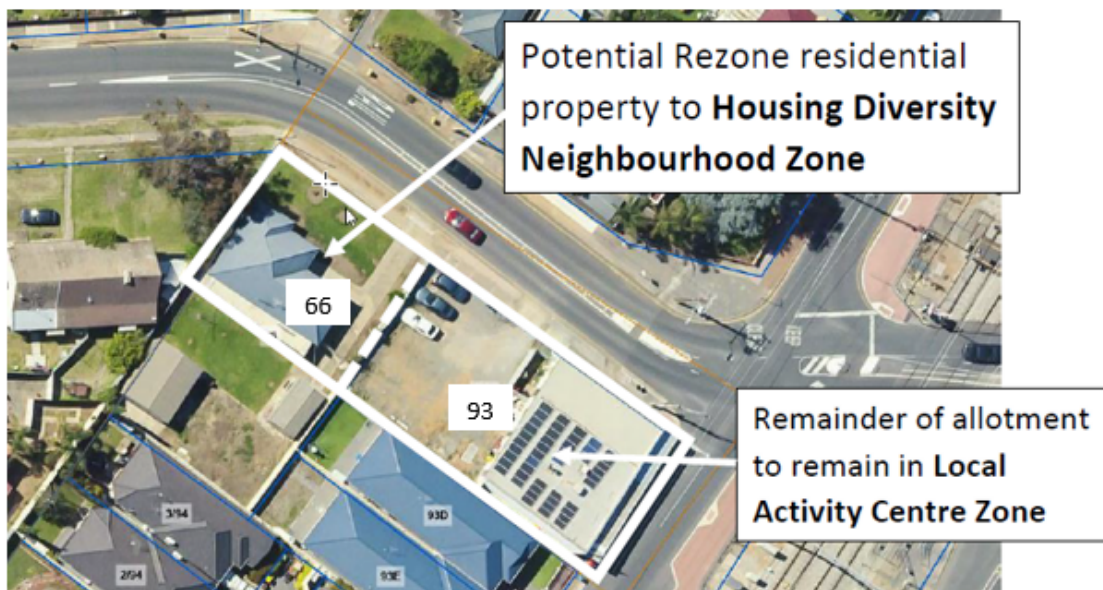 Potential Rezone residential
property to Housing Diversity
Neighbourhood Zone
66
93
Remainder of allotment
to remain in Local
Activity Centre Zone
3/94
93D
2/94
93E